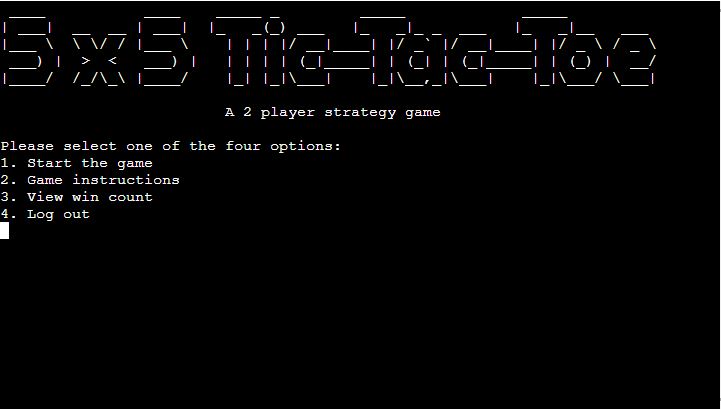 5x5 Tic-Tac-Toe
A 2 player strategy game
Please select one of the four options:
1. Start the game
2. Game instructions
3. View win count
4. Log out